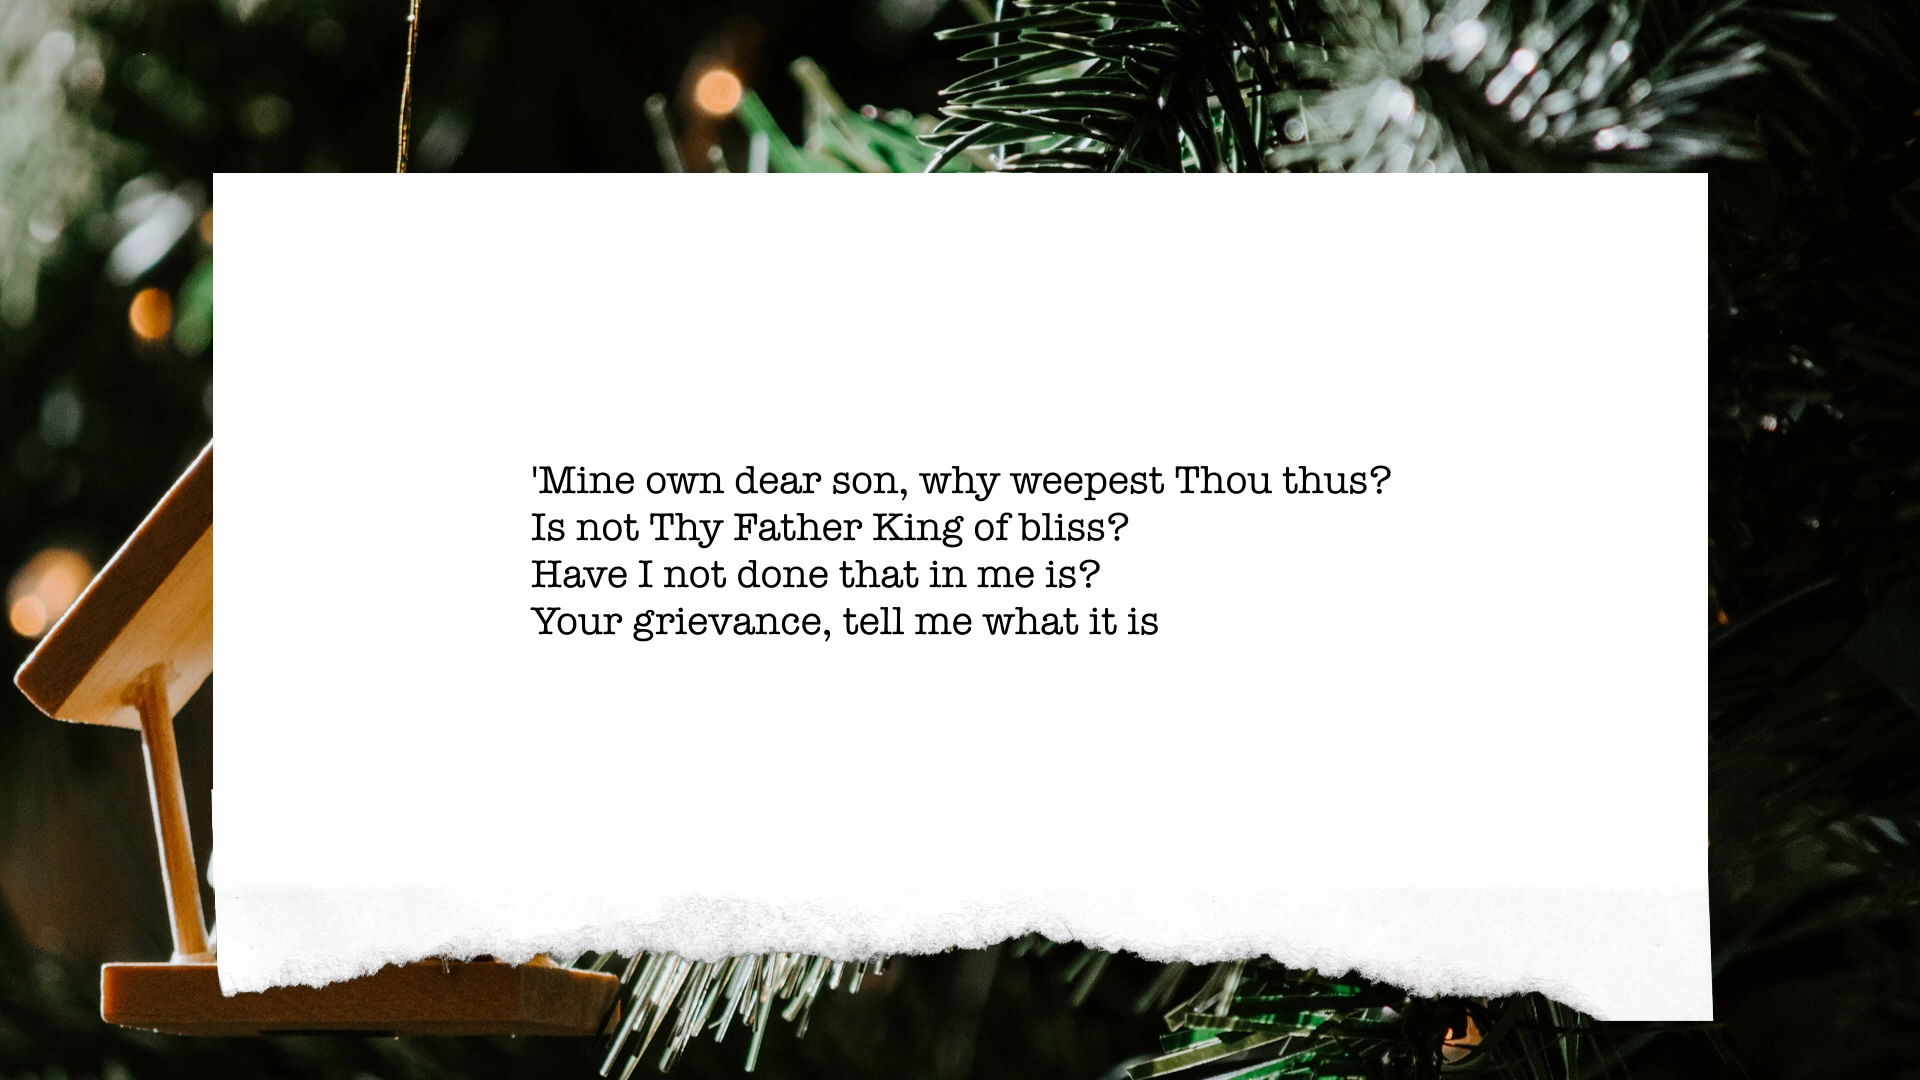 'Mine own dear son, why weepest Thou thus?
Is not Thy Father King of bliss?
Have I not done that in me is?
Your grievance, tell me what it is